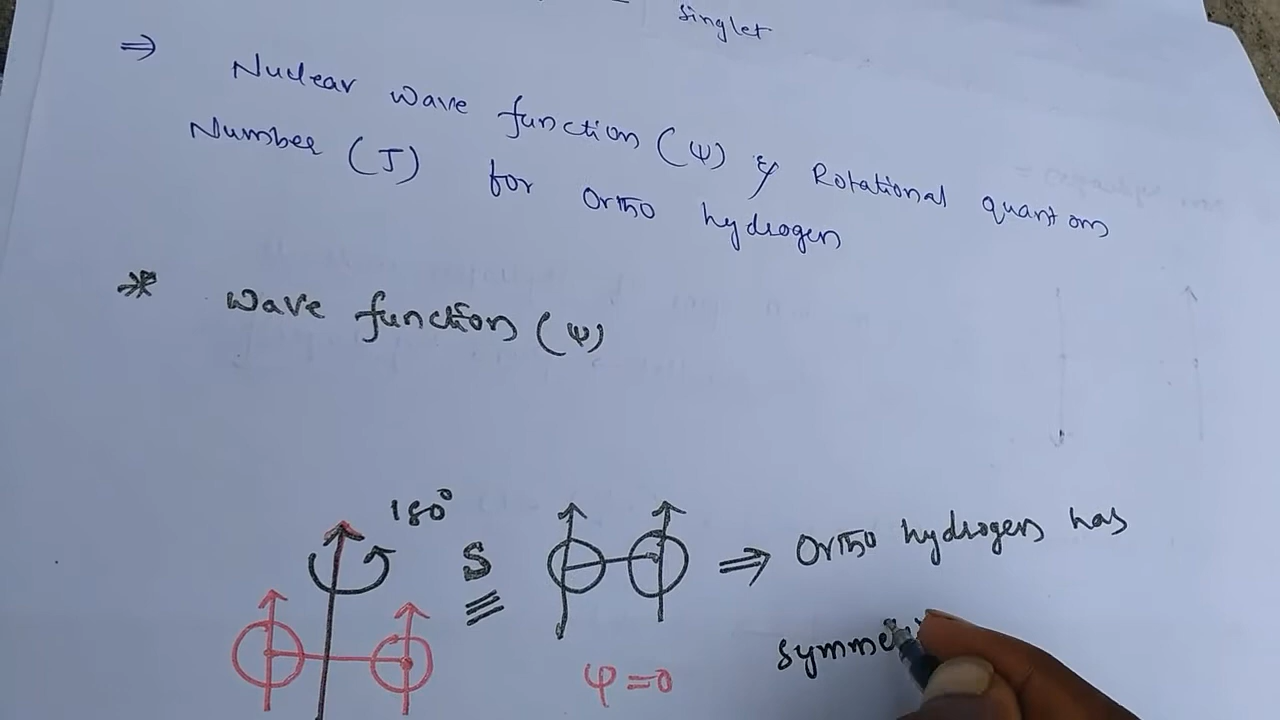 singlet
⇒ Nuclear wave function (ψ) & Rotational quantum
Number (J) for ortho hydrogen
* Wave function (ψ)
180°
S
⇒ Ortho hydrogen has
symme
ψ=0